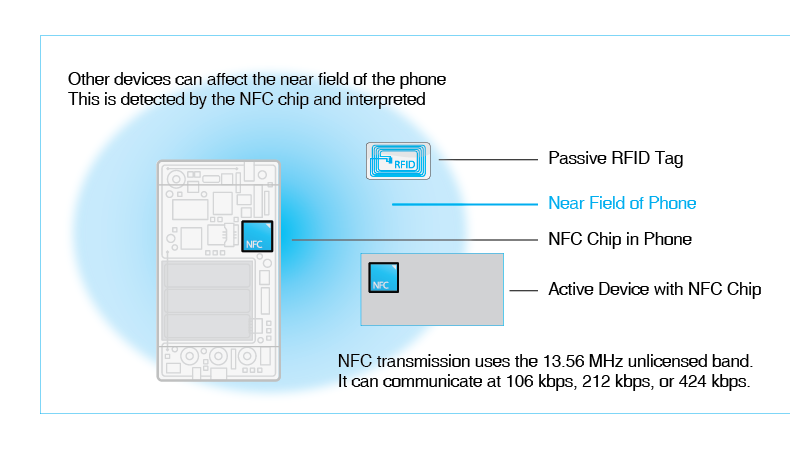 Other devices can affect the near field of the phone
This is detected by the NFC chip and interpreted
RFID
Passive RFID Tag
Near Field of Phone
NFC
NFC Chip in Phone
NFC
Active Device with NFC Chip
NFC transmission uses the 13.56 MHz unlicensed band.
It can communicate at 106 kbps, 212 kbps, or 424 kbps.